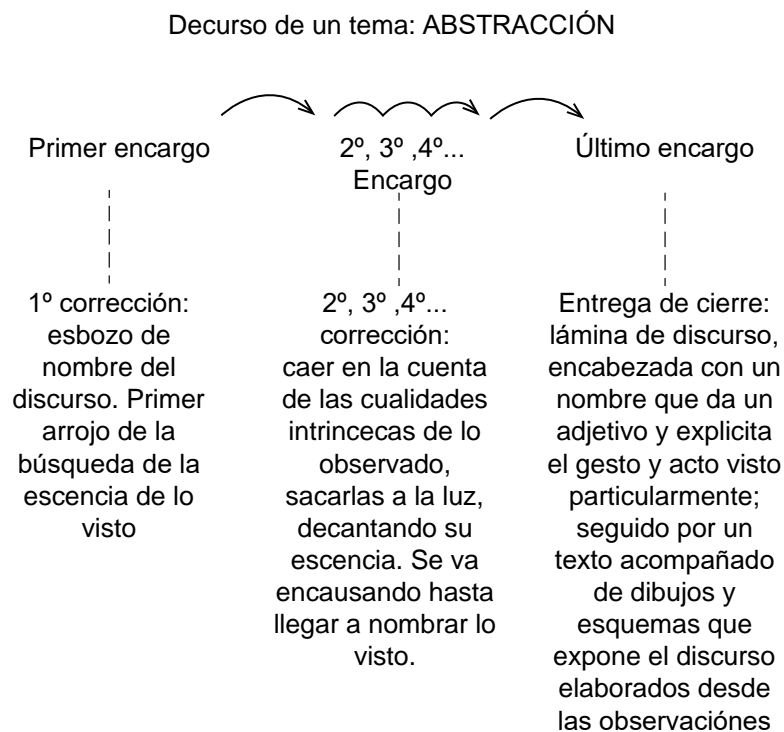 Decurso de un tema: ABSTRACCIÓN
Primer encargo
2º, 3º ,4º...
Encargo
Último encargo
1º corrección:
esbozo de
nombre del
discurso. Primer
arrojo de la
búsqueda de la
escencia de lo
visto
2º, 3º ,4º...
corrección:
caer en la cuenta
de las cualidades
intrincecas de lo
observado,
sacarlas a la luz,
decantando su
escencia. Se va
encausando hasta
llegar a nombrar lo
visto.
Entrega de cierre:
lámina de discurso,
encabezada con un
nombre que da un
adjetivo y explicita
el gesto y acto visto
particularmente;
seguido por un
texto acompañado
de dibujos y
esquemas que
expone el discurso
elaborados desde
las observaciónes